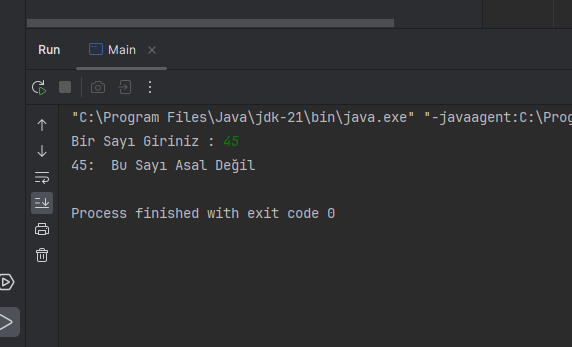 Run Main
"C:\Program Files\Java\jdk-21\bin\java.exe" "-javaagent:C:\Prog
Bir Sayı Giriniz : 45
45:  Bu Sayı Asal Değil
Process finished with exit code 0